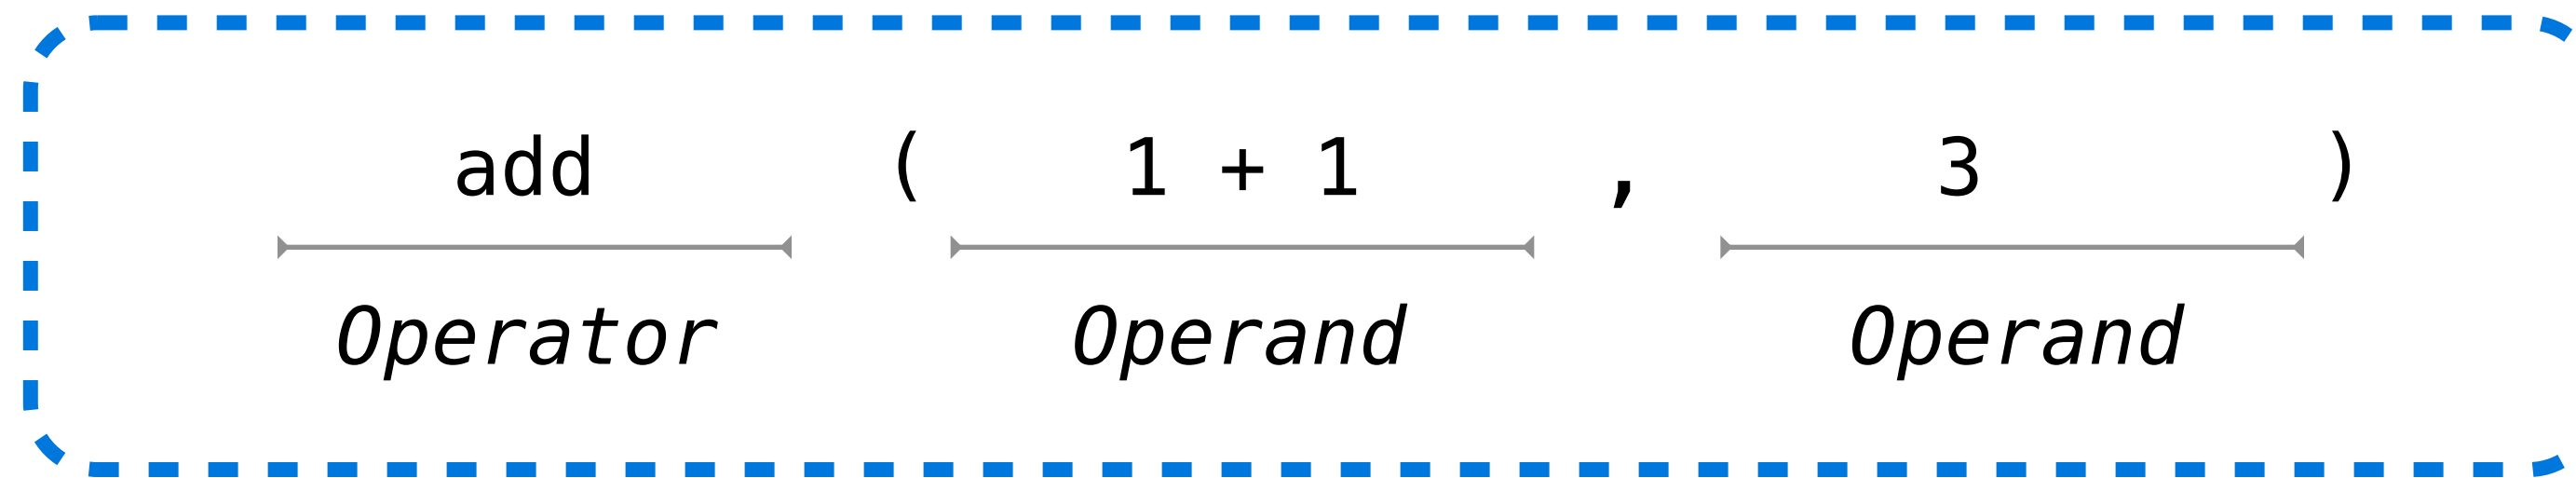 add ( 1 + 1 , 3 )
Operator Operand Operand